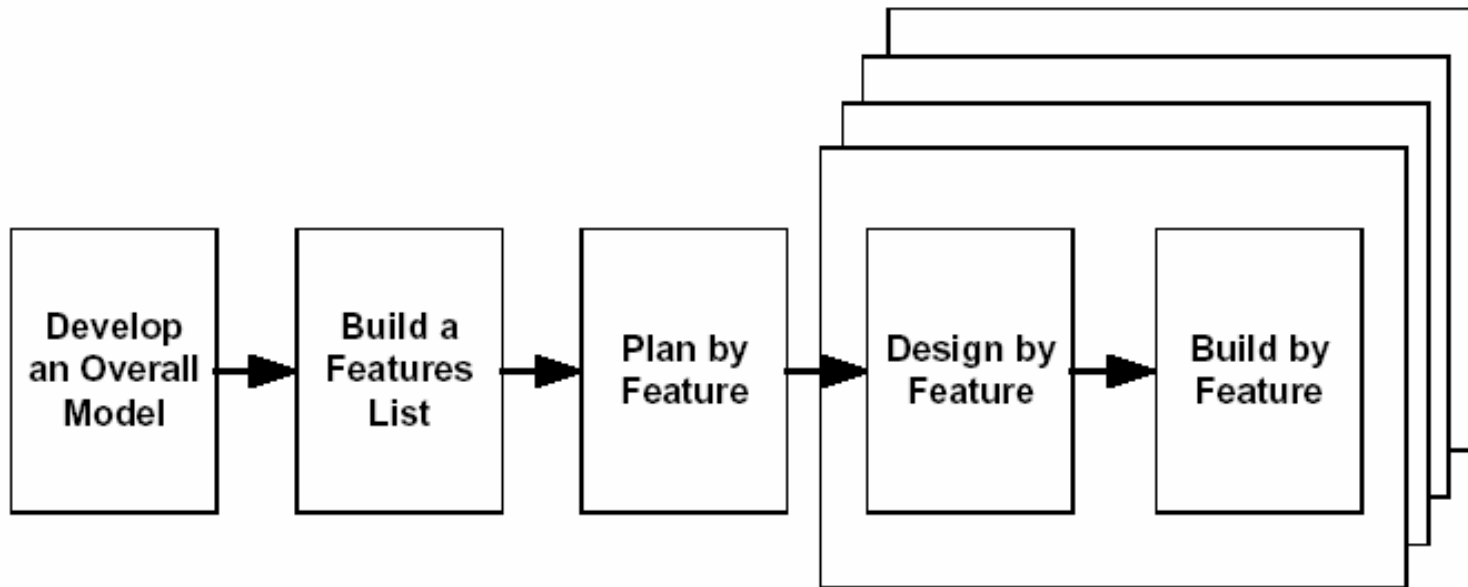 Develop
an Overall
Model
Build a
Features
List
Plan by
Feature
Design by
Feature
Build by
Feature